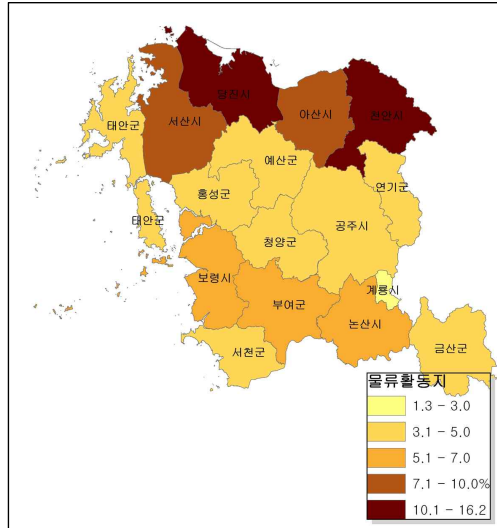 당진시
천안시
아산시
서산시
태안군
예산군
연기군
홍성군
태안군
공주시
청양군
보령시
계룡시
부여군
논산시
서천군
금산군
물류활동지
1.3 - 3.0
3.1 - 5.0
5.1 - 7.0
7.1 - 10.0%
10.1 - 16.2